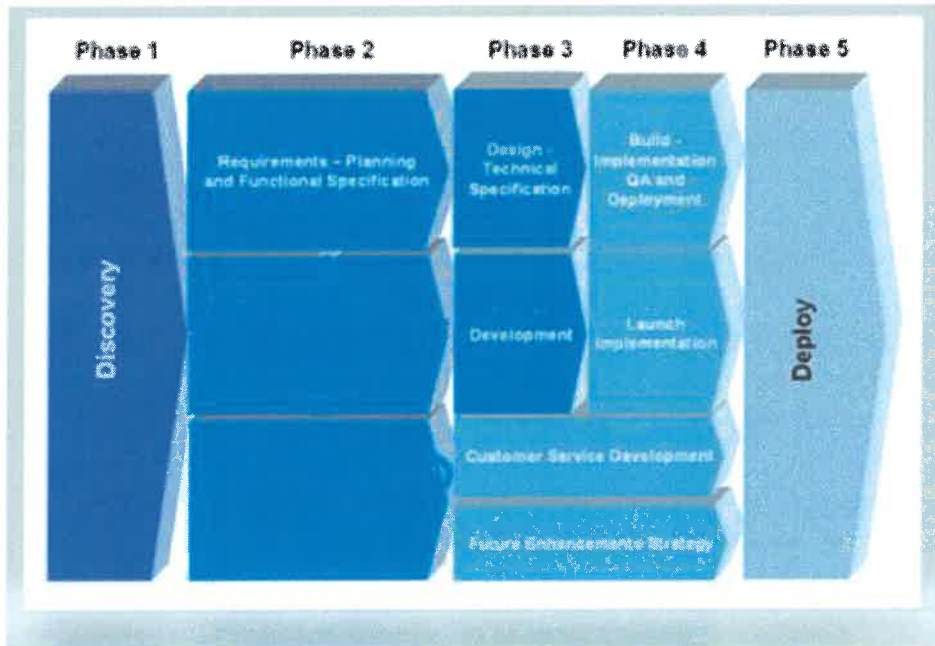 Phase 1
Phase 2
Phase 3
Phase 4
Phase 5
Discovery
Requirements – Planning
and Functional Specification
Design -
Technical
Specification
Build -
Implementation
QA and
Deployment
Development
Launch
Implementation
Customer Service Development
Future Enhancements Strategy
Deploy